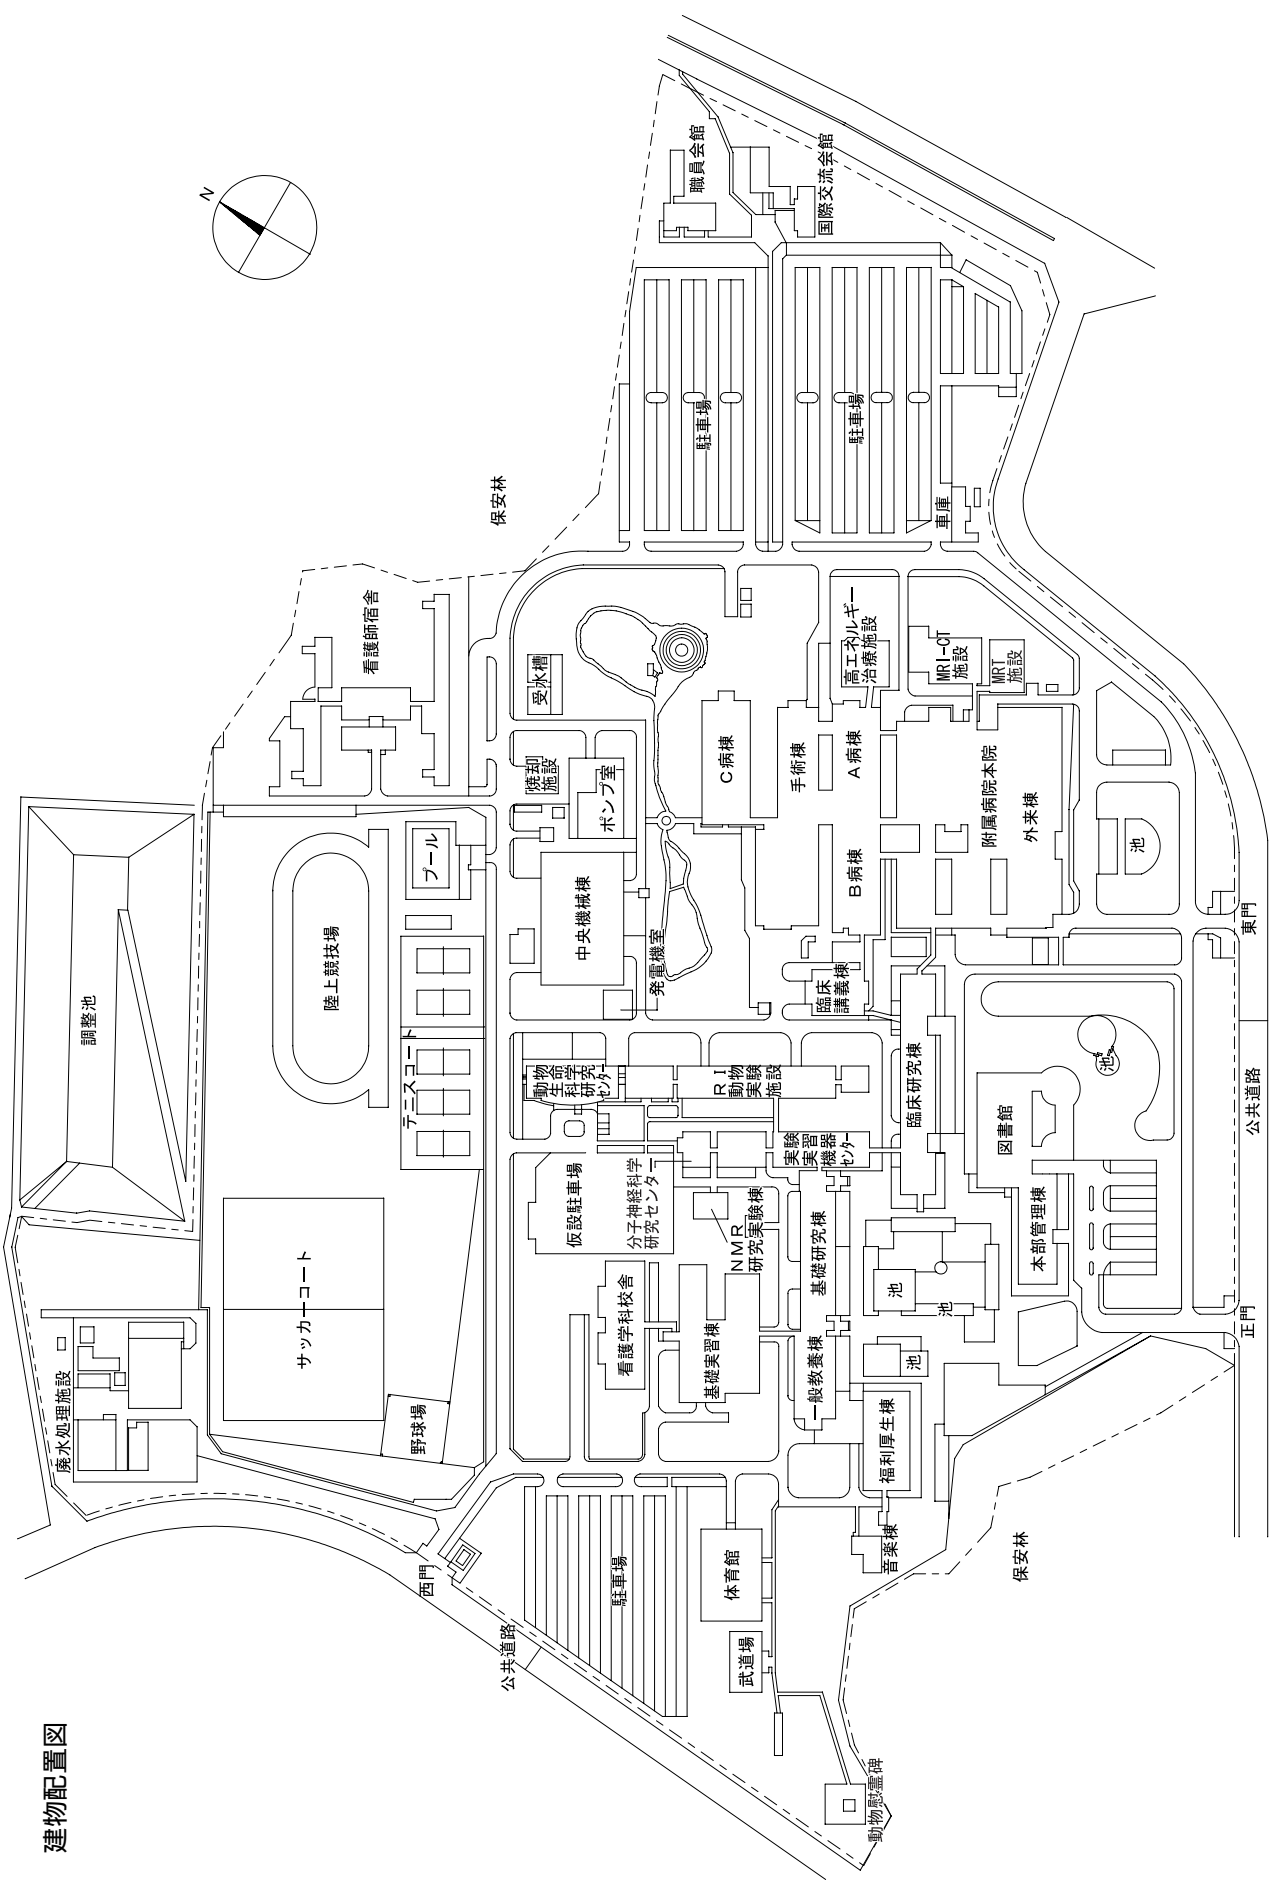 建物配置図
N
調整池
廃水処理施設
サッカーコート
野球場
陸上競技場
テニスコート
プール
看護師宿舎
保安林
職員会館
国際交流会館
駐車場
駐車場
車庫
受水槽
焼却
施設
ポンプ室
中央機械棟
発電機室
C病棟
手術棟
A病棟
B病棟
高エネルギー
治療施設
MRI-CT
施設
MRT
施設
附属病院本院
外来棟
池
東門
臨床
講義棟
臨床研究棟
動物
生命
科学
研究
センター
RI
動物
実験
施設
実験
実習
機器
センター
仮設駐車場
分子神経科学
研究センター
NMR
研究実験棟
看護学科校舎
基礎実習棟
基礎研究棟
一般教養棟
福利厚生棟
音楽棟
池
池
池
図書館
本部管理棟
池
公共道路
正門
保安林
西門
公共道路
駐車場
体育館
武道場
動物慰霊碑